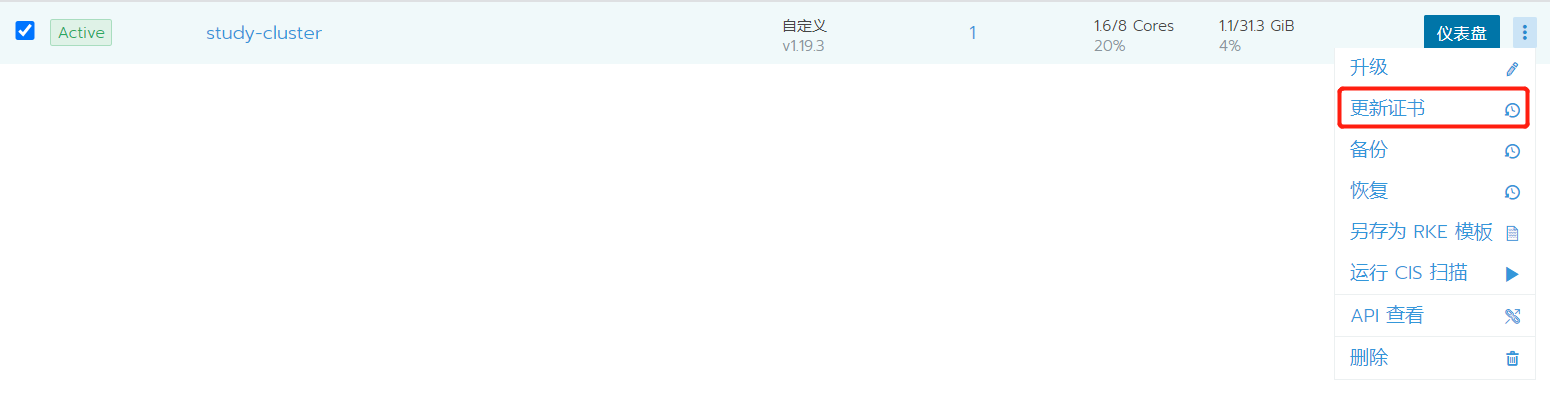 Active
study-cluster
自定义
v1.19.3
1
1.6/8 Cores
20%
1.1/31.3 GiB
4%
仪表盘
升级
更新证书
备份
恢复
另存为 RKE 模板
运行 CIS 扫描
API 查看
删除